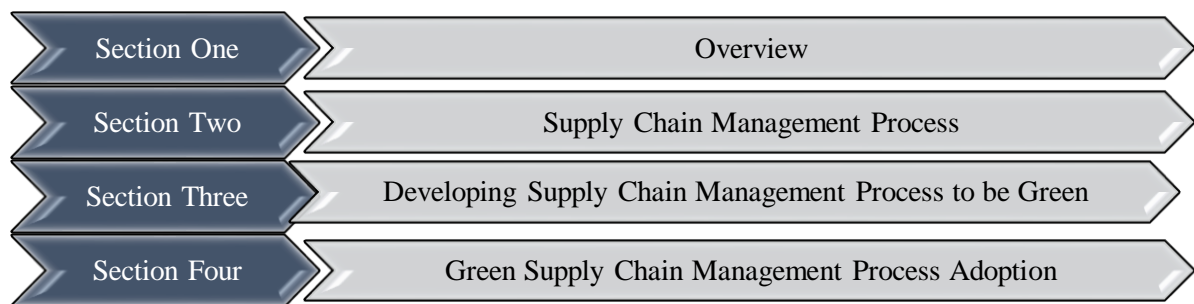 Section One Overview
Section Two Supply Chain Management Process
Section Three Developing Supply Chain Management Process to be Green
Section Four Green Supply Chain Management Process Adoption